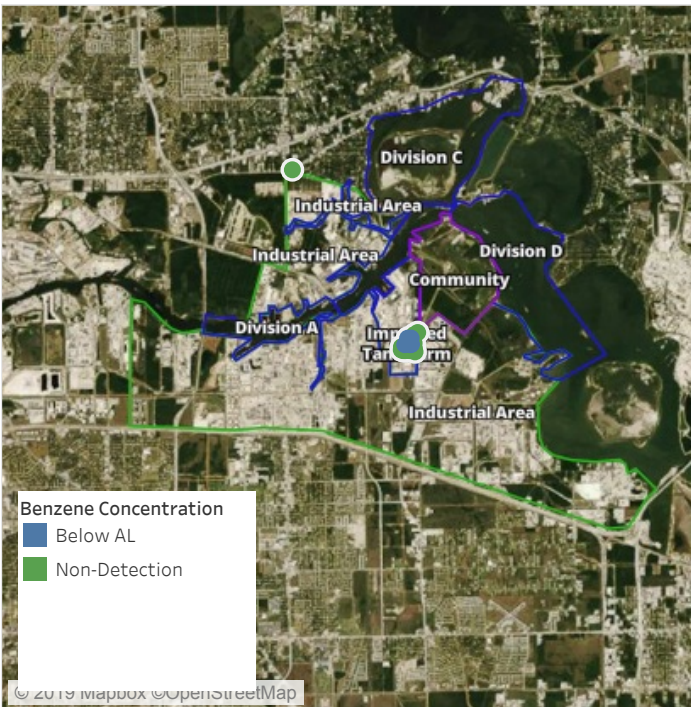 Division C
Industrial Area
Division D
Industrial Area
Community
Division A
Industrial Area
Benzene Concentration
Below AL
Non-Detection
© 2019 Mapbox ©OpenStreetMap